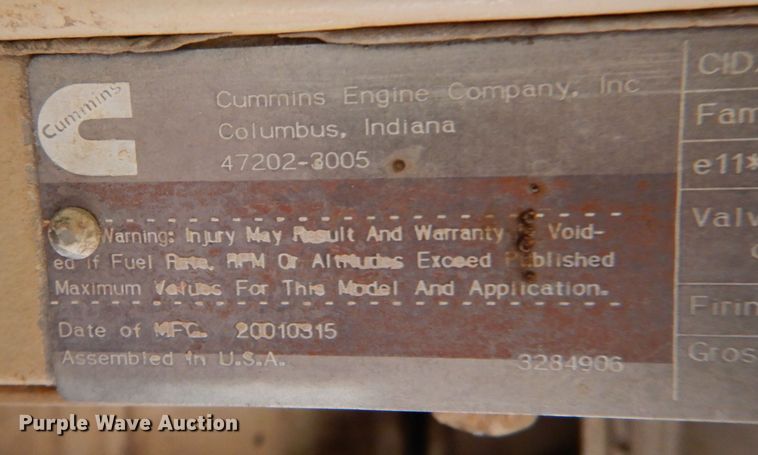 Cummins
Cummins Engine Company, Inc
Columbus, Indiana
47202-3005
Warning: Injury May Result And Warranty Void-
ed If Fuel Rate, RPM Or Altitudes Exceed Published
Maximum Values For This Model And Application.
Date of MFG. 20010315
Assembled in U.S.A. 3284906
CID
Fam
e11*
Valv
Firin
Gros
Purple Wave Auction